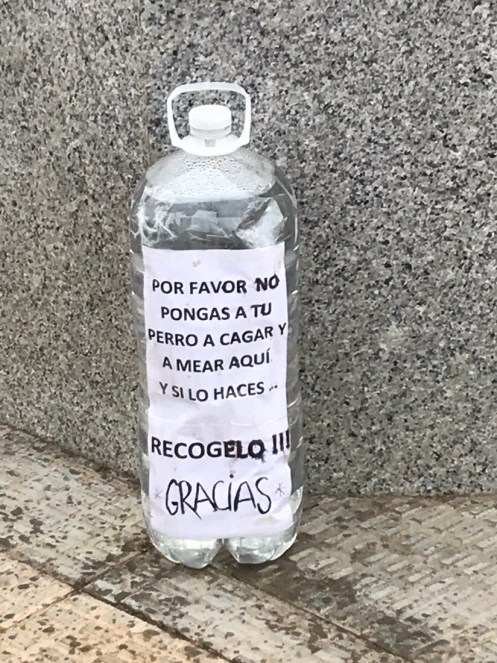 POR FAVOR NO
PONGAS A TU
PERRO A CAGAR Y
A MEAR AQUÍ
Y SI LO HACES ..
RECOGELO !!!
*GRACIAS*